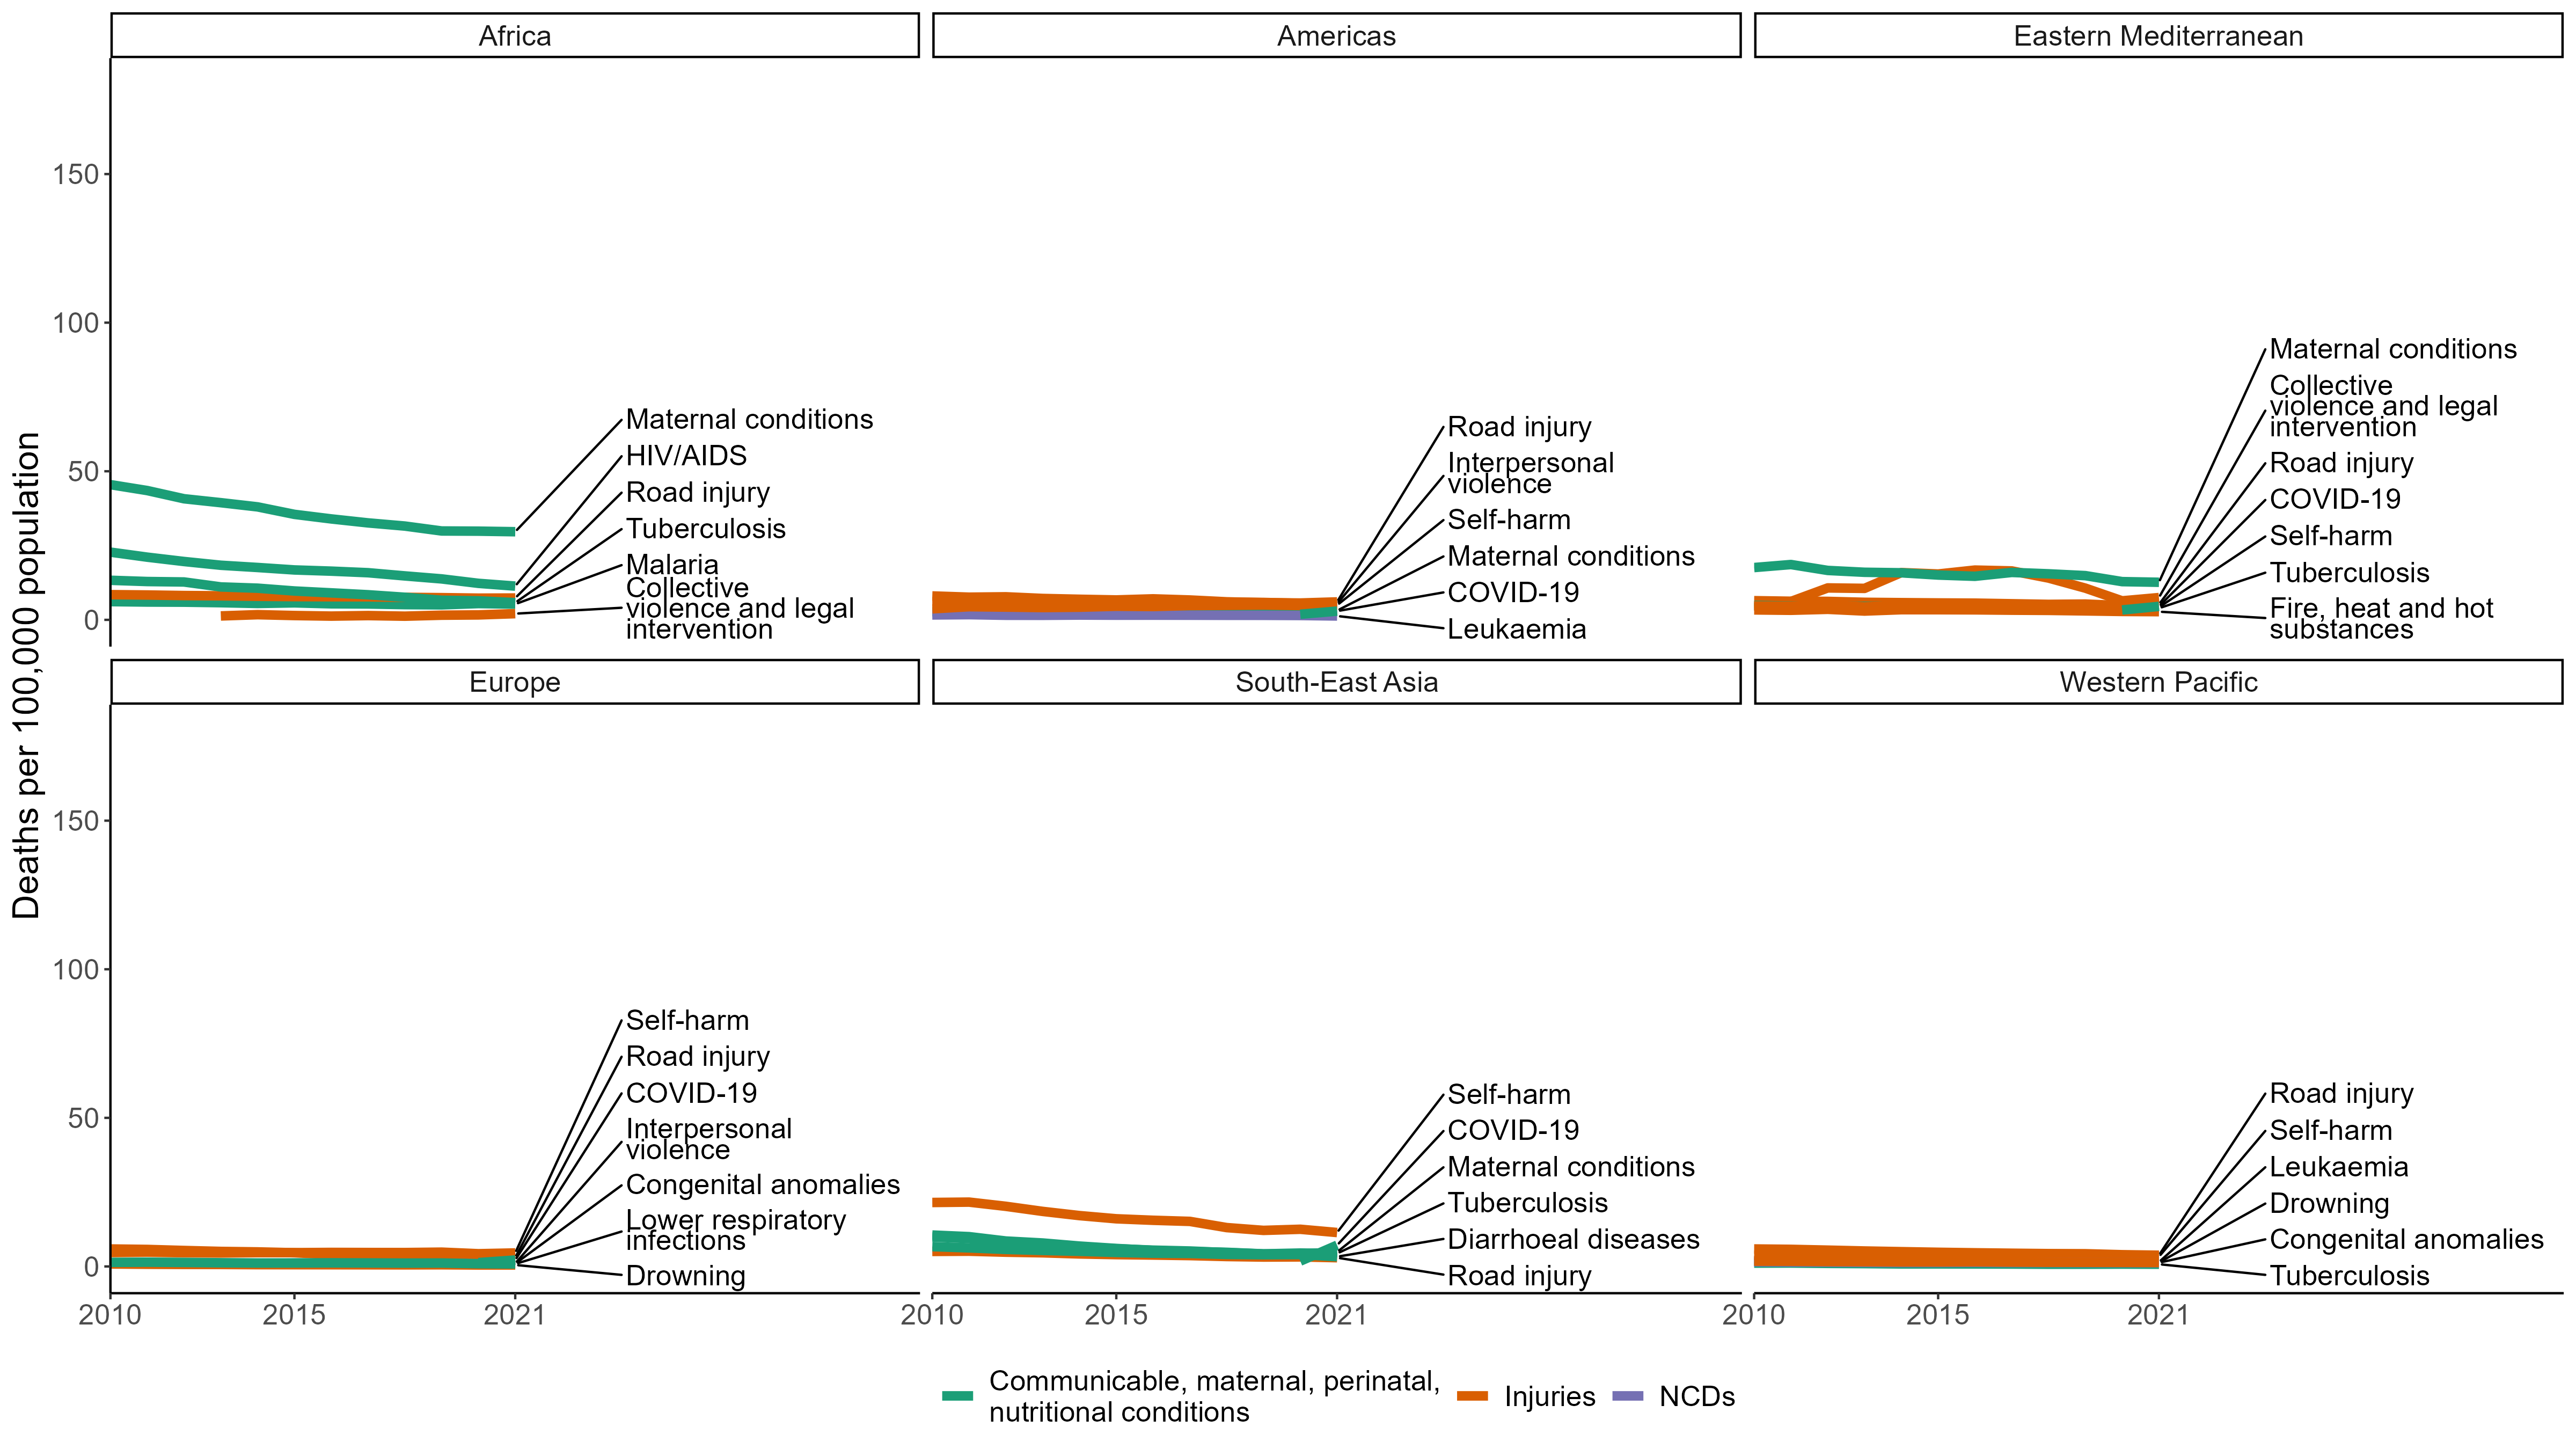 Africa
Americas
Eastern Mediterranean
Deaths per 100,000 population
150
100
50
0
Maternal conditions
HIV/AIDS
Road injury
Tuberculosis
Malaria
Collective
violence and legal
intervention
Road injury
Interpersonal
violence
Self-harm
Maternal conditions
COVID-19
Leukaemia
Maternal conditions
Collective
violence and legal
intervention
Road injury
COVID-19
Self-harm
Tuberculosis
Fire, heat and hot
substances
Europe
South-East Asia
Western Pacific
150
100
50
0
Self-harm
Road injury
COVID-19
Interpersonal
violence
Congenital anomalies
Lower respiratory
infections
Drowning
Self-harm
COVID-19
Maternal conditions
Tuberculosis
Diarrhoeal diseases
Road injury
Road injury
Self-harm
Leukaemia
Drowning
Congenital anomalies
Tuberculosis
2010 2015 2021
2010 2015 2021
2010 2015 2021
Communicable, maternal, perinatal,
nutritional conditions
Injuries
NCDs